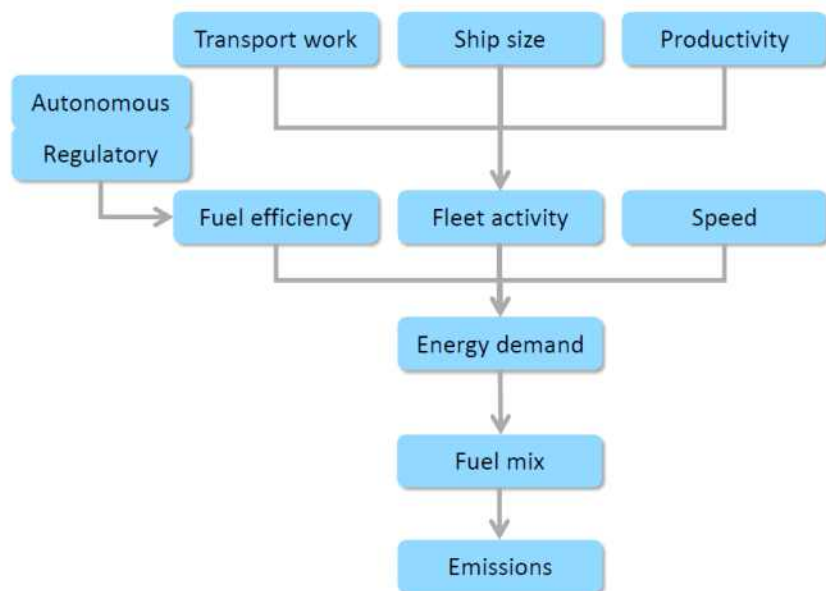 Transport work
Ship size
Productivity
Autonomous
Regulatory
Fuel efficiency
Fleet activity
Speed
Energy demand
Fuel mix
Emissions